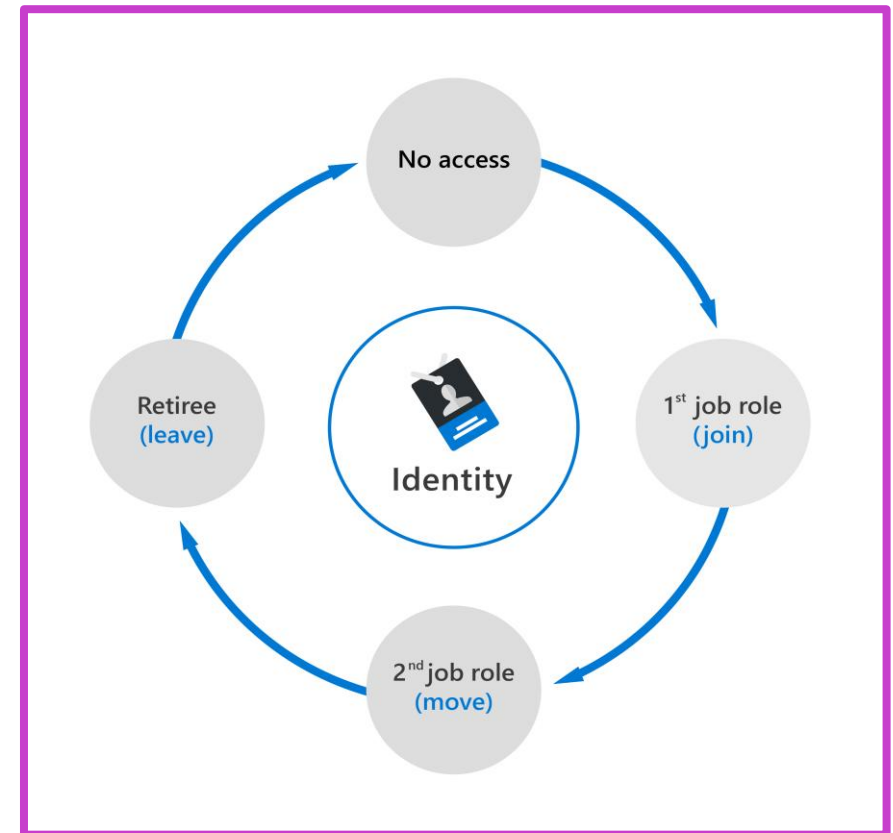 No access
1st job role
(join)
2nd job role
(move)
Retiree
(leave)
Identity